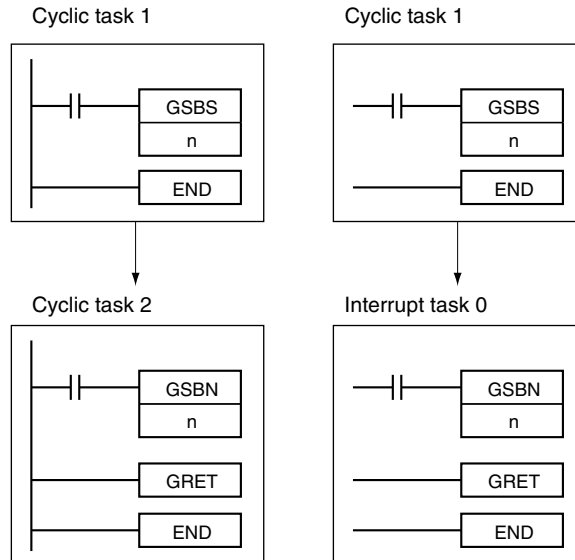 Cyclic task 1
GSBS
n
END
Cyclic task 2
GSBN
n
GRET
END
Cyclic task 1
GSBS
n
END
Interrupt task 0
GSBN
n
GRET
END